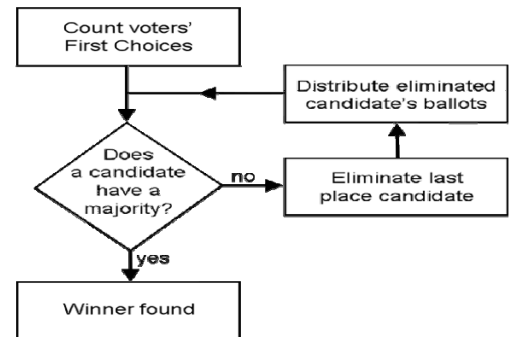 Count voters'
First Choices
Distribute eliminated
candidate's ballots
Does
a candidate
have a
majority?
no
Eliminate last
place candidate
yes
Winner found